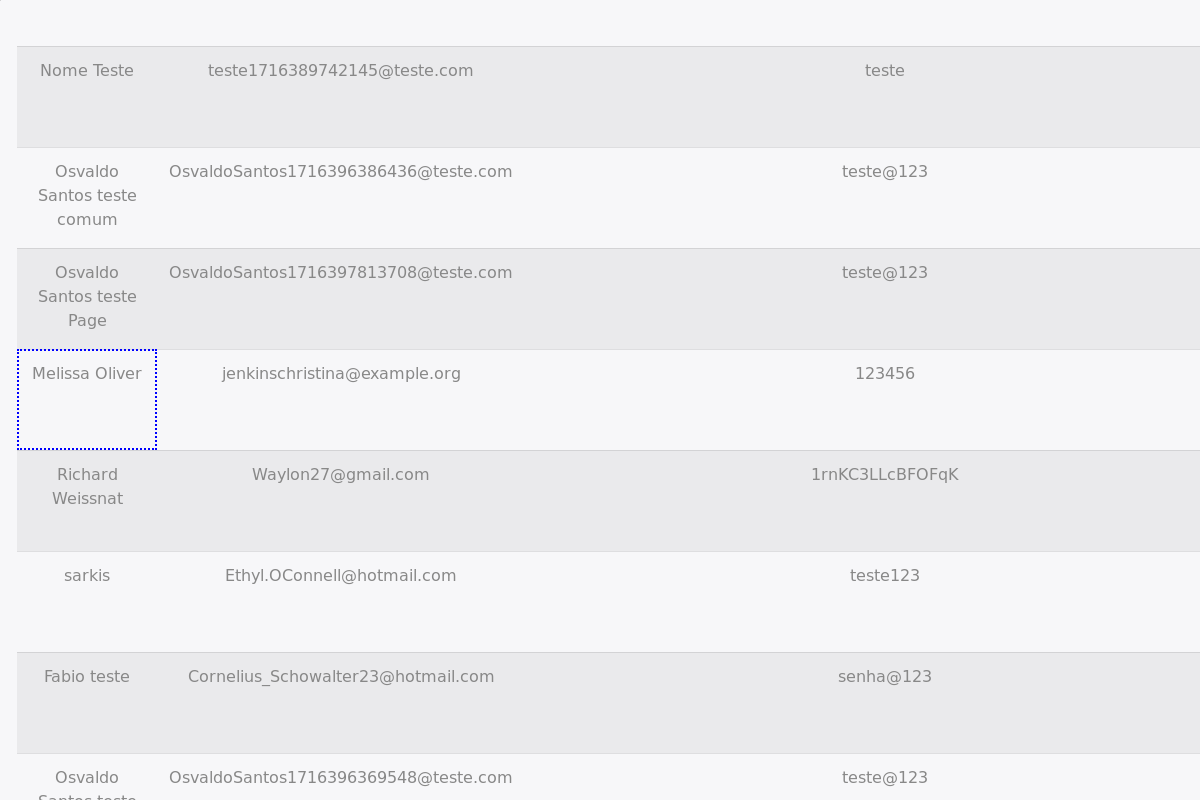 Nome Teste teste1716389742145@teste.com teste
Osvaldo OsvaldoSantos1716396386436@teste.com teste@123
Santos teste
comum
Osvaldo OsvaldoSantos1716397813708@teste.com teste@123
Santos teste
Page
Melissa Oliver jenkinschristina@example.org 123456
Richard Waylon27@gmail.com 1rnKC3LLcBFOFqK
Weissnat
sarkis Ethyl.OConnell@hotmail.com teste123
Fabio teste Cornelius_Schowalter23@hotmail.com senha@123
Osvaldo OsvaldoSantos1716396369548@teste.com teste@123
Santos teste